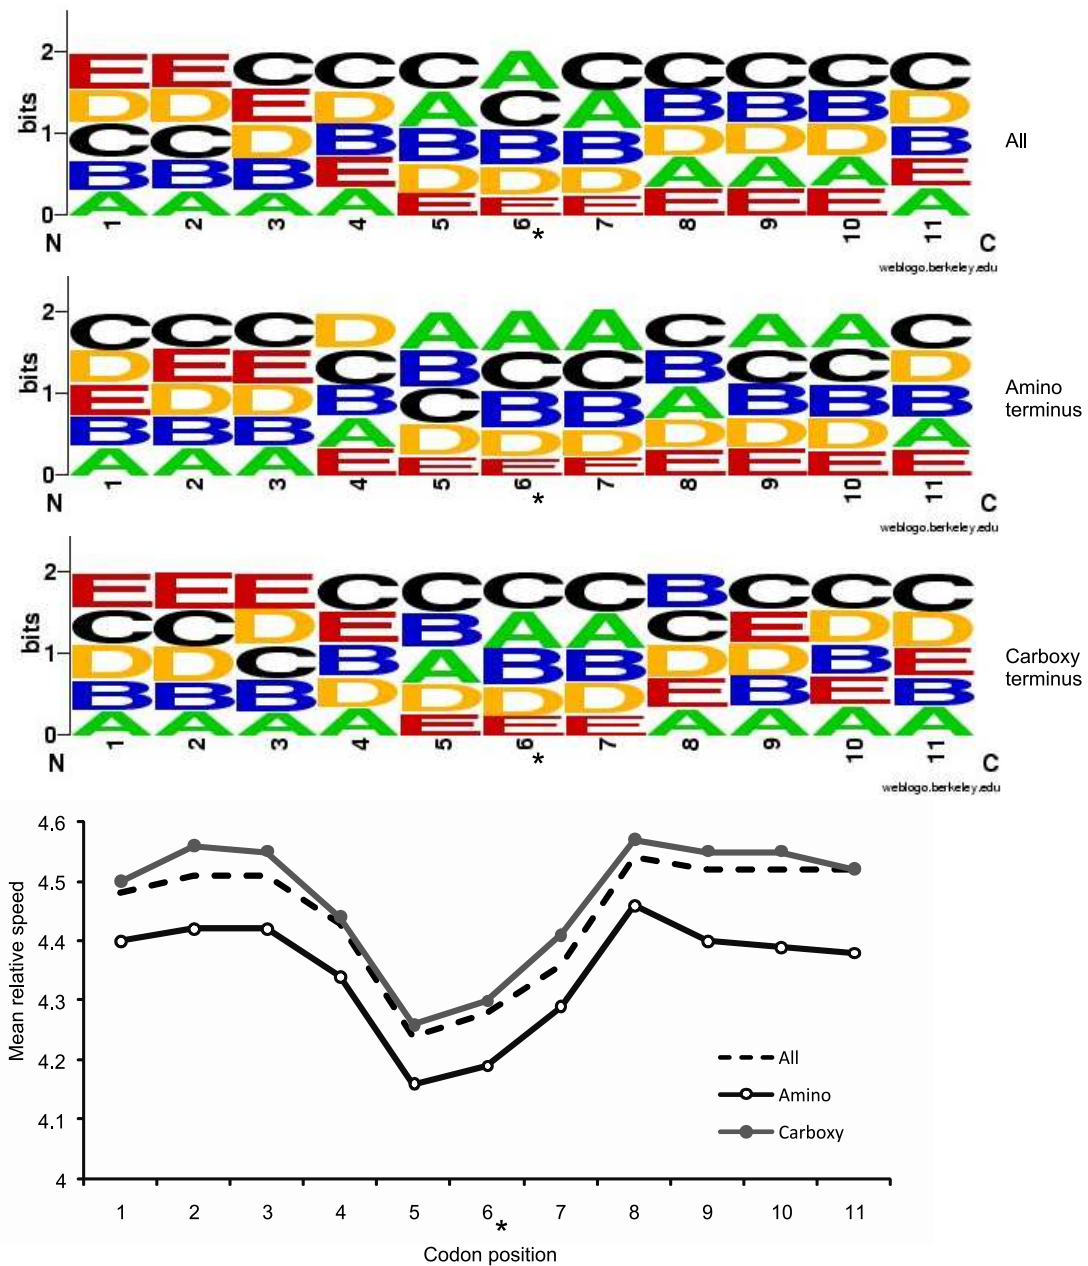 2 E E C C C A C C C C C
bits D D E D A C A B B B D
1 C C D B B B B D D D B All
B B B E D D D A A A E
0 A A A A E E E E E E A
1 2 3 4 5 6 7 8 9 10 11
N * C
weblogo.berkeley.edu
2 C C C D A A A C A A C
bits D E E C B C C B C C D
1 E D D B C B B A B B B Amino
terminus
B B B A D D D D D D A
0 A A A E E E E E E E E
1 2 3 4 5 6 7 8 9 10 11
N * C
weblogo.berkeley.edu
2 E E E C C C C B C C C
bits C C D E B A A C E D D
1 D D C B A B B D D B E Carboxy
terminus
B B B D D D D E B E B
0 A A A A E E E A A A A
1 2 3 4 5 6 7 8 9 10 11
N * C
weblogo.berkeley.edu
4.6
4.5
4.4
4.3
4.2
4.1
4
Mean relative speed
All
Amino
Carboxy
1 2 3 4 5 6 7 8 9 10 11
*
Codon position